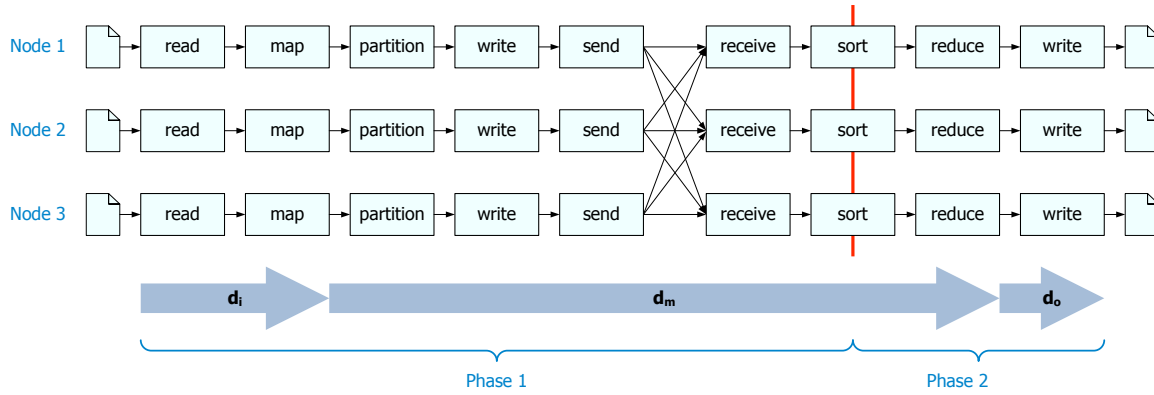 Node 1 read map partition write send receive sort reduce write
Node 2 read map partition write send receive sort reduce write
Node 3 read map partition write send receive sort reduce write
di dm do
Phase 1 Phase 2